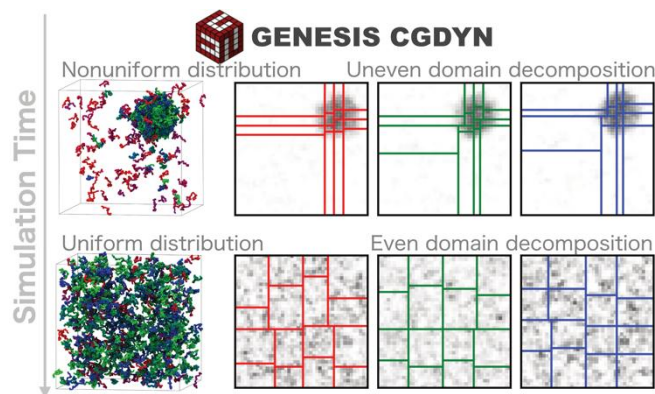 GENESIS CGDYN
Nonuniform distribution
Uneven domain decomposition
Simulation Time
Uniform distribution
Even domain decomposition